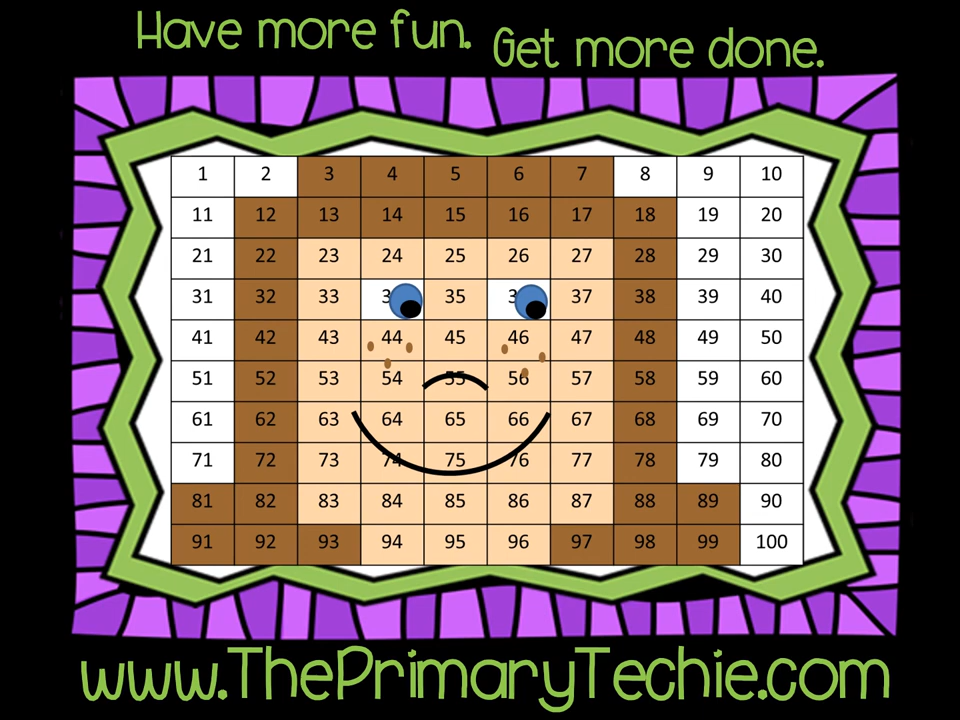 Have more fun. Get more done.
1 2 3 4 5 6 7 8 9 10
11 12 13 14 15 16 17 18 19 20
21 22 23 24 25 26 27 28 29 30
31 32 33 3 35 3 37 38 39 40
41 42 43 44 45 46 47 48 49 50
51 52 53 54 55 56 57 58 59 60
61 62 63 64 65 66 67 68 69 70
71 72 73 74 75 76 77 78 79 80
81 82 83 84 85 86 87 88 89 90
91 92 93 94 95 96 97 98 99 100
www.ThePrimaryTechie.com